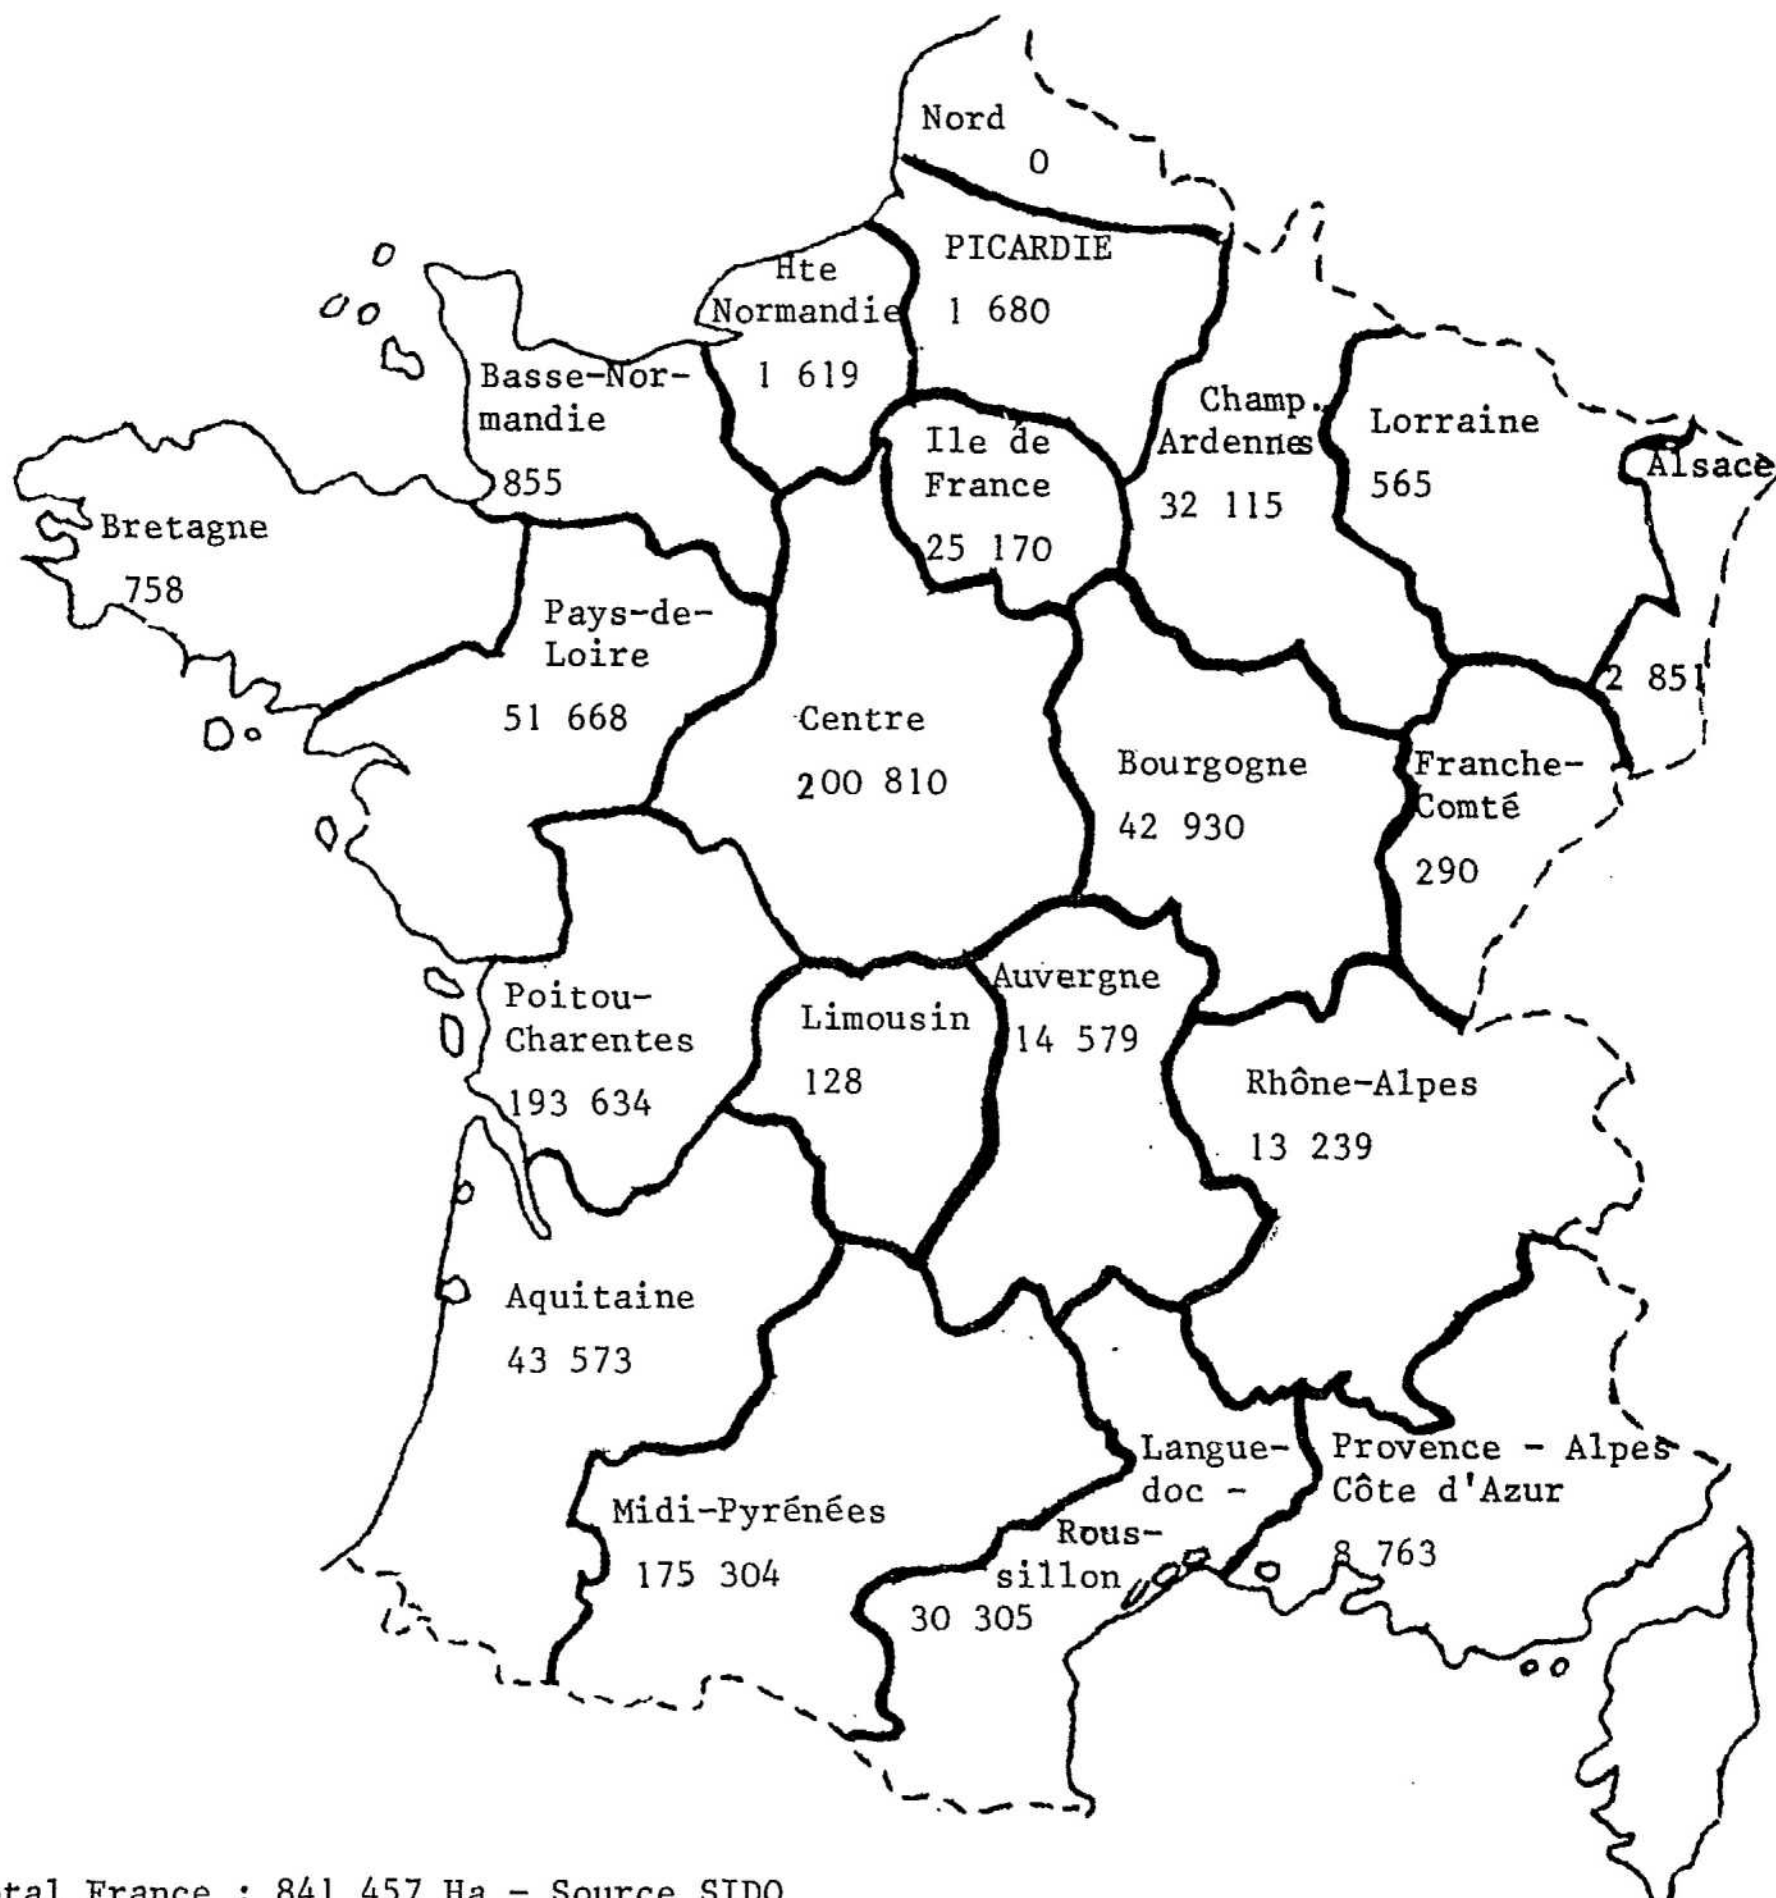 Nord
0
PICARDIE
1 680
Hte
Normandie
1 619
Basse-Nor-
mandie
855
Ile de
France
25 170
Champ.
Ardennes
32 115
Lorraine
565
Alsace
2 851
Bretagne
758
Pays-de-
Loire
51 668
Centre
200 810
Bourgogne
42 930
Franche-
Comté
290
Poitou-
Charentes
193 634
Limousin
128
Auvergne
14 579
Rhône-Alpes
13 239
Aquitaine
43 573
Midi-Pyrénées
175 304
Langue-
doc -
Rous-
sillon
30 305
Provence - Alpes
Côte d'Azur
8 763
otal France : 841 457 Ha - Source SIDO